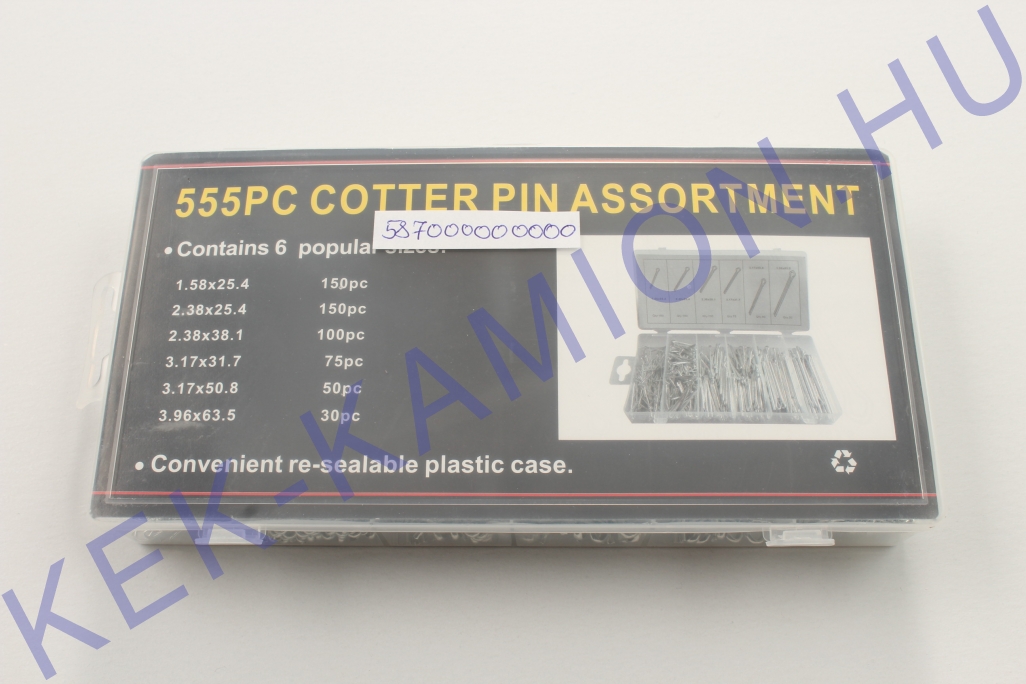 555PC COTTER PIN ASSORTMENT
587000000000
• Contains 6 popular sizes:
1.58x25.4 150pc
2.38x25.4 150pc
2.38x38.1 100pc
3.17x31.7 75pc
3.17x50.8 50pc
3.96x63.5 30pc
• Convenient re-sealable plastic case.
KEK-KAMION.HU